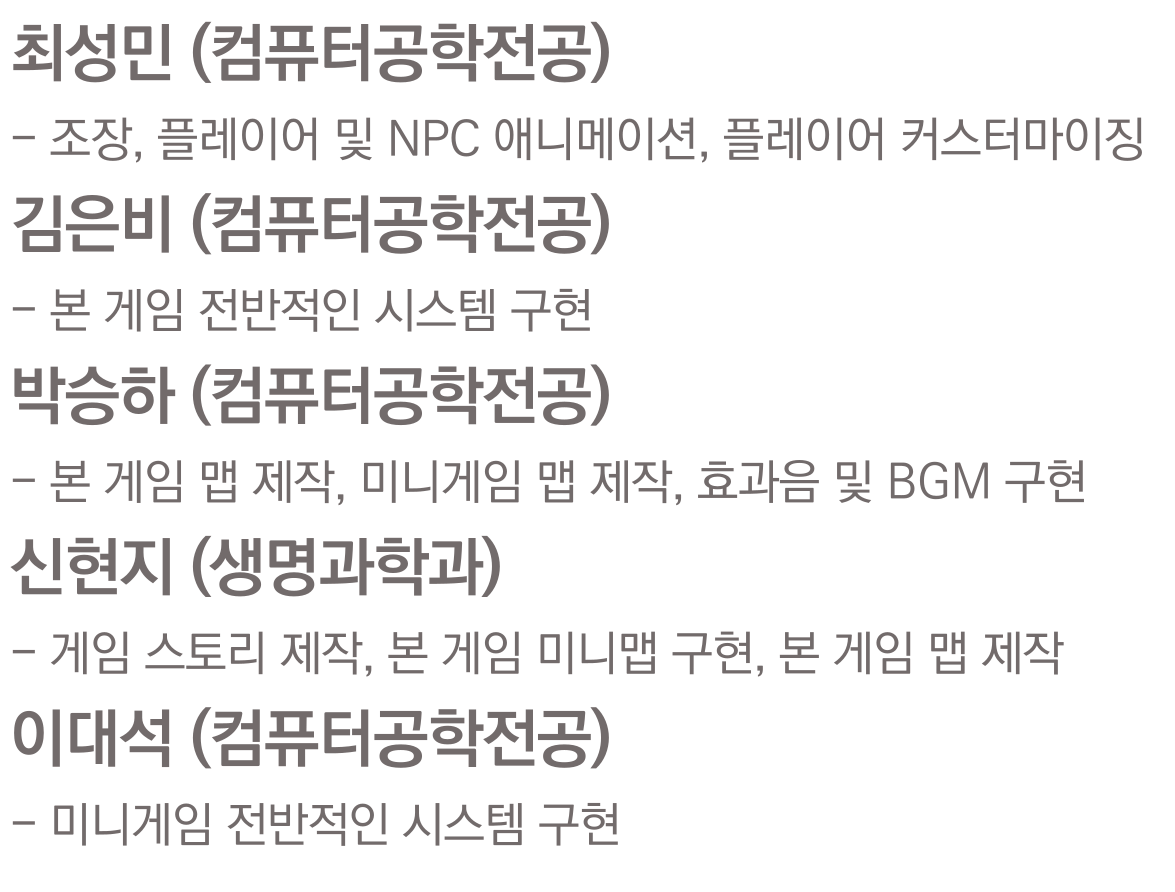 최성민 (컴퓨터공학전공)
- 조장, 플레이어 및 NPC 애니메이션, 플레이어 커스터마이징
김은비 (컴퓨터공학전공)
- 본 게임 전반적인 시스템 구현
박승하 (컴퓨터공학전공)
- 본 게임 맵 제작, 미니게임 맵 제작, 효과음 및 BGM 구현
신현지 (생명과학과)
- 게임 스토리 제작, 본 게임 미니맵 구현, 본 게임 맵 제작
이대석 (컴퓨터공학전공)
- 미니게임 전반적인 시스템 구현